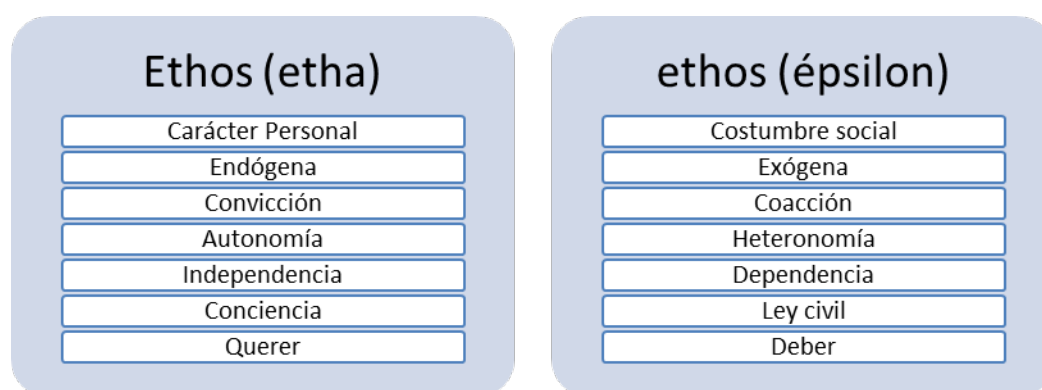 Ethos (etha)
Carácter Personal
Endógena
Convicción
Autonomía
Independencia
Conciencia
Querer
ethos (épsilon)
Costumbre social
Exógena
Coacción
Heteronomía
Dependencia
Ley civil
Deber